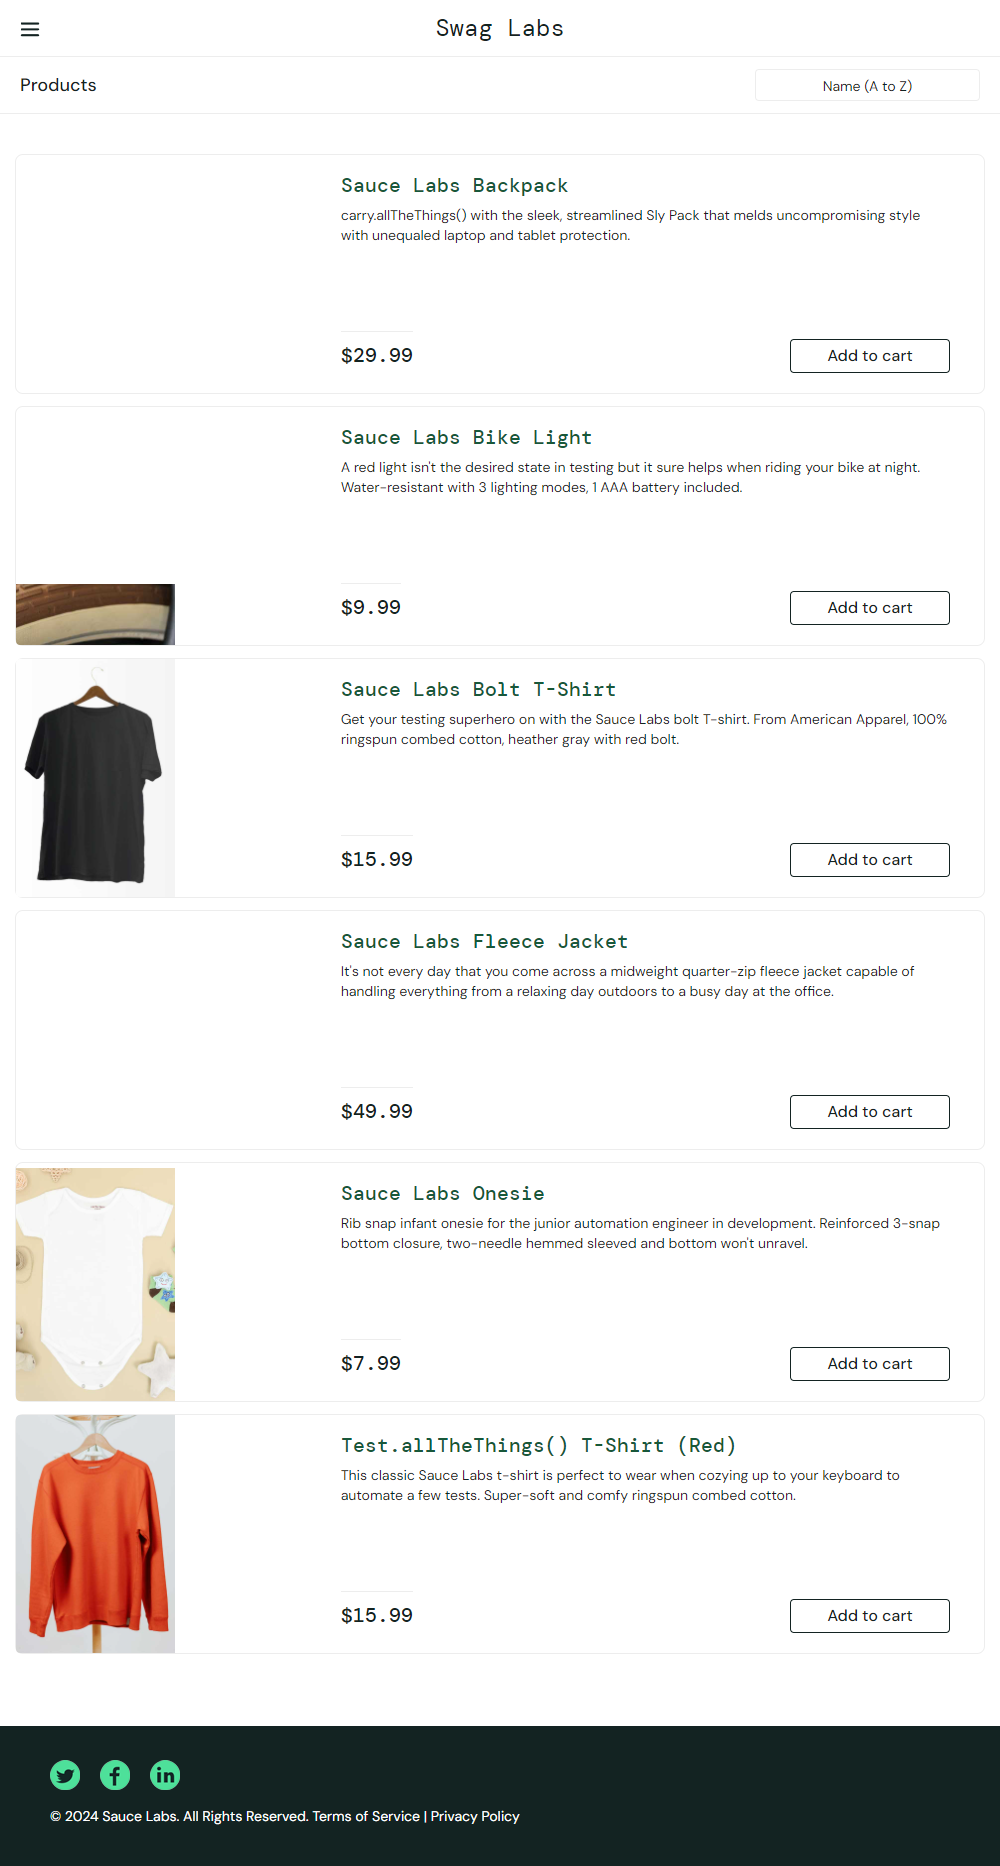 Swag Labs
Products
Name (A to Z)
Sauce Labs Backpack
carry.allTheThings() with the sleek, streamlined Sly Pack that melds uncompromising style
with unequaled laptop and tablet protection.
$29.99
Add to cart
Sauce Labs Bike Light
A red light isn't the desired state in testing but it sure helps when riding your bike at night.
Water-resistant with 3 lighting modes, 1 AAA battery included.
$9.99
Add to cart
Sauce Labs Bolt T-Shirt
Get your testing superhero on with the Sauce Labs bolt T-shirt. From American Apparel, 100%
ringspun combed cotton, heather gray with red bolt.
$15.99
Add to cart
Sauce Labs Fleece Jacket
It's not every day that you come across a midweight quarter-zip fleece jacket capable of
handling everything from a relaxing day outdoors to a busy day at the office.
$49.99
Add to cart
Sauce Labs Onesie
Rib snap infant onesie for the junior automation engineer in development. Reinforced 3-snap
bottom closure, two-needle hemmed sleeved and bottom won't unravel.
$7.99
Add to cart
Test.allTheThings() T-Shirt (Red)
This classic Sauce Labs t-shirt is perfect to wear when cozying up to your keyboard to
automate a few tests. Super-soft and comfy ringspun combed cotton.
$15.99
Add to cart
© 2024 Sauce Labs. All Rights Reserved. Terms of Service | Privacy Policy